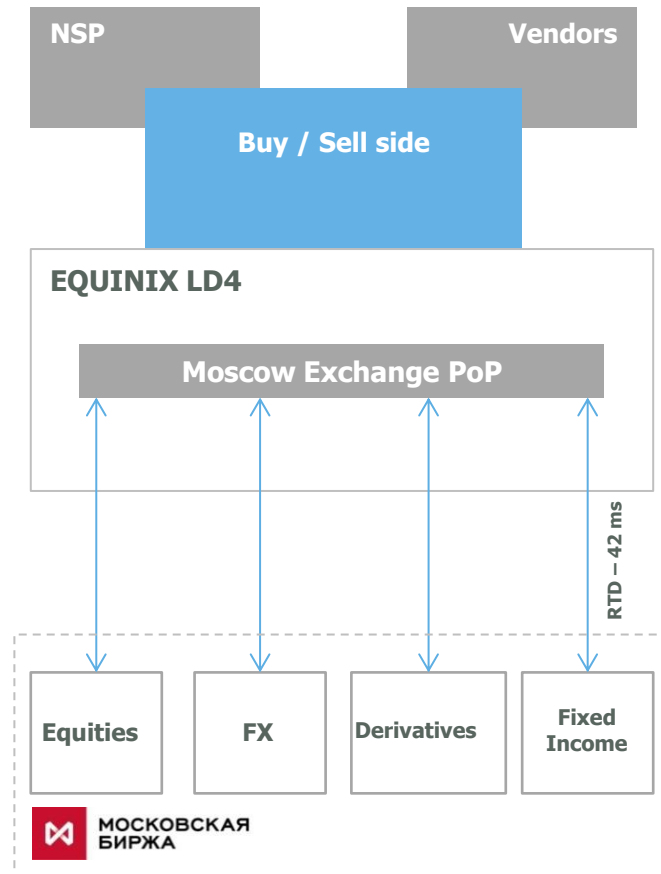 NSP
Vendors
Buy / Sell side
EQUINIX LD4
Moscow Exchange PoP
RTD – 42 ms
Equities
FX
Derivatives
Fixed
Income
МОСКОВСКАЯ
БИРЖА